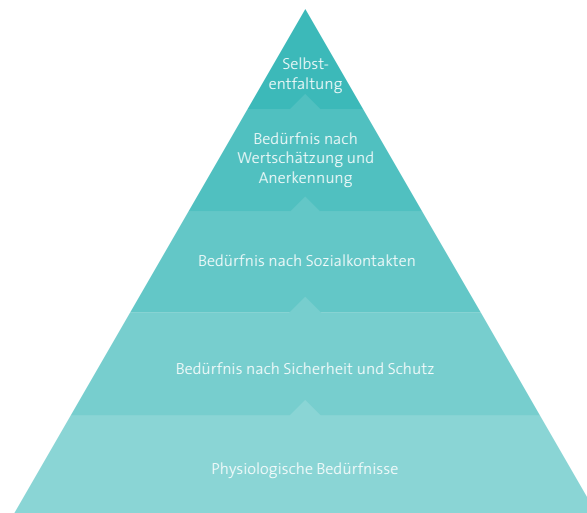 Selbst-
entfaltung
Bedürfnis nach
Wertschätzung und
Anerkennung
Bedürfnis nach Sozialkontakten
Bedürfnis nach Sicherheit und Schutz
Physiologische Bedürfnisse